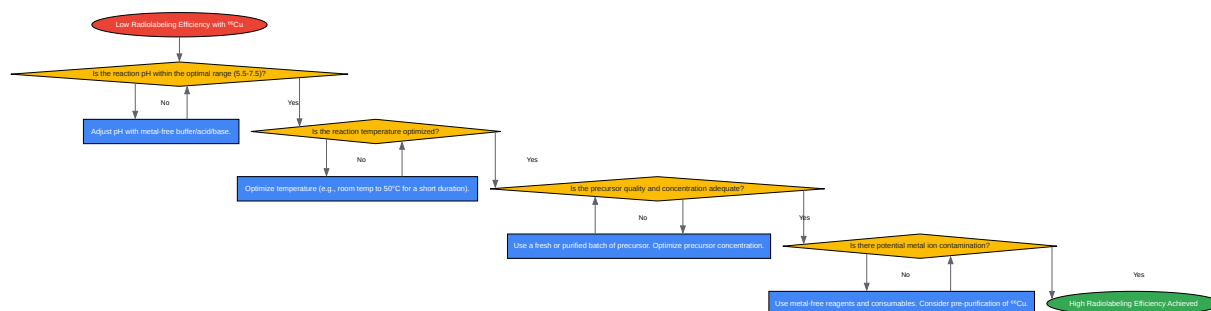 Low Radiolabeling Efficiency with ⁶⁶Cu
Is the reaction pH within the optimal range (5.5-7.5)?
No
Yes
Adjust pH with metal-free buffer/acid/base.
Is the reaction temperature optimized?
No
Yes
Optimize temperature (e.g., room temp to 50°C for a short duration).
Is the precursor quality and concentration adequate?
No
Yes
Use a fresh or purified batch of precursor. Optimize precursor concentration.
Is there potential metal ion contamination?
No
Yes
Use metal-free reagents and consumables. Consider pre-purification of ⁶⁶Cu.
High Radiolabeling Efficiency Achieved